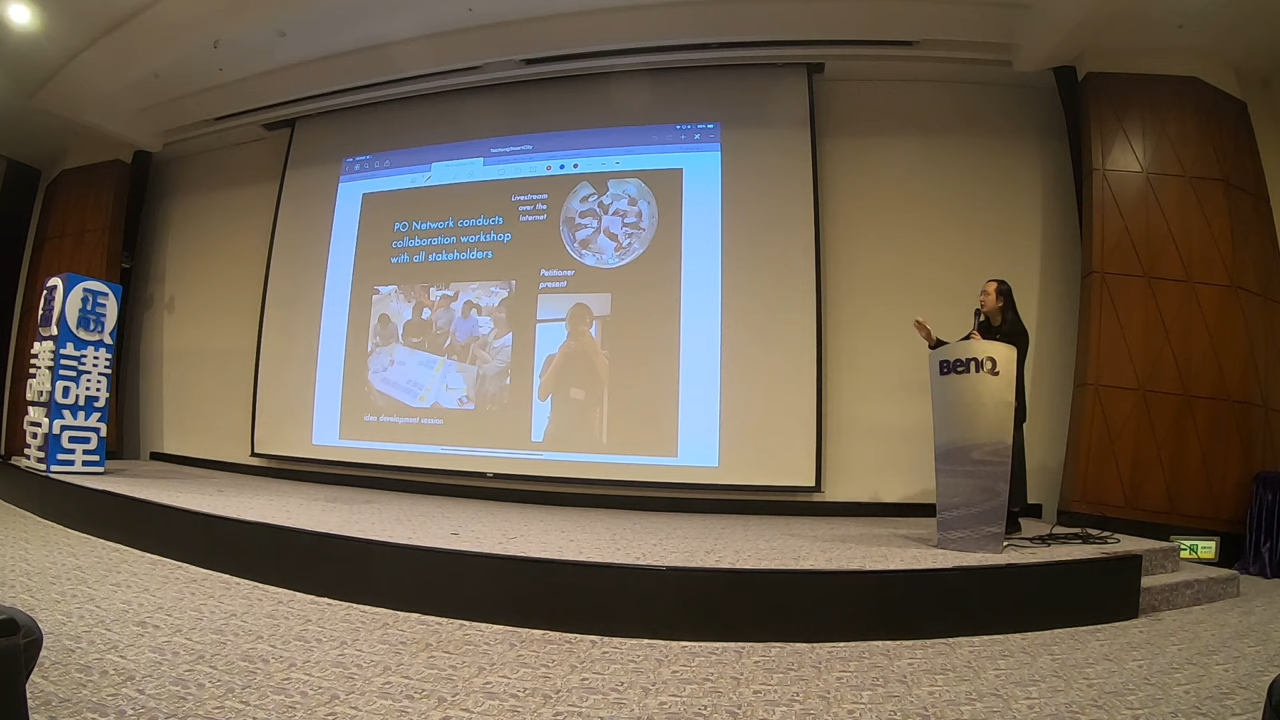 Livestream
over the
Internet
PO Network conducts
collaboration workshop
with all stakeholders
Petitioner
present
idea development session
BenQ
講堂
講堂